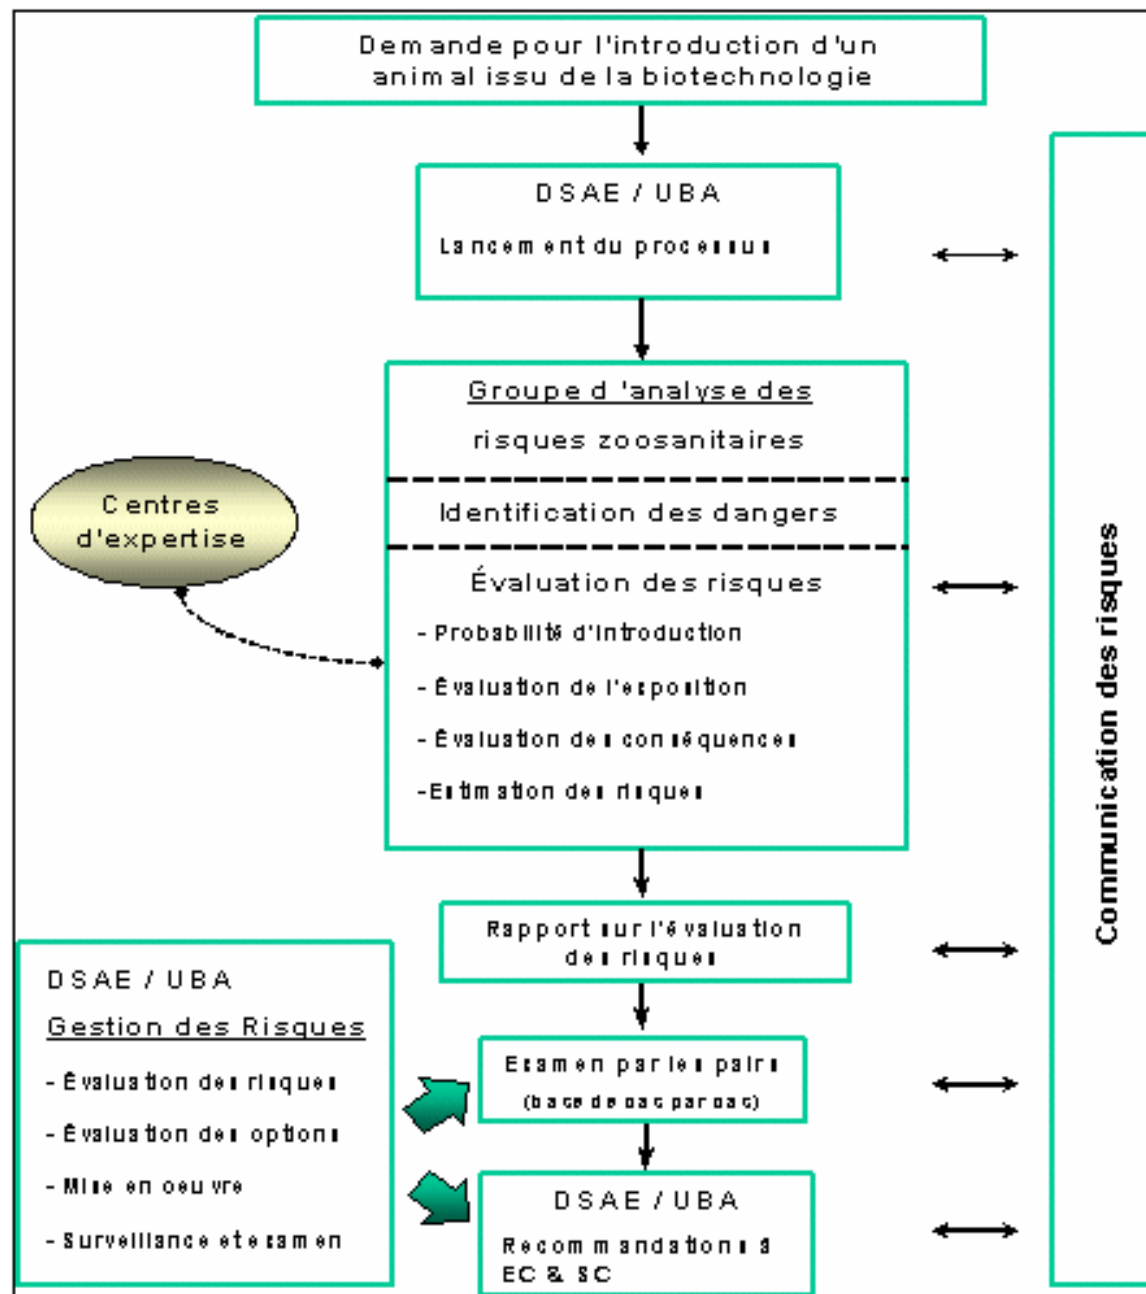 Demande pour l'introduction d'un
animal issu de la biotechnologie
DSAE / UBA
Lancement du processus
Groupe d 'analyse des
risques zoosanitaires
Identification des dangers
Évaluation des risques
- Probabilité d'introduction
- Évaluation de l'exposition
- Évaluation des conséquences
-Estimation des risques
Centres
d'expertise
Rapport sur l'évaluation
des risques
DSAE / UBA
Gestion des Risques
- Évaluation des risques
- Évaluation des options
- Mise en oeuvre
- Surveillance et examen
Examen par les pairs
(base de cas par cas)
DSAE / UBA
Recommandations à
EC & SC
Communication des risques